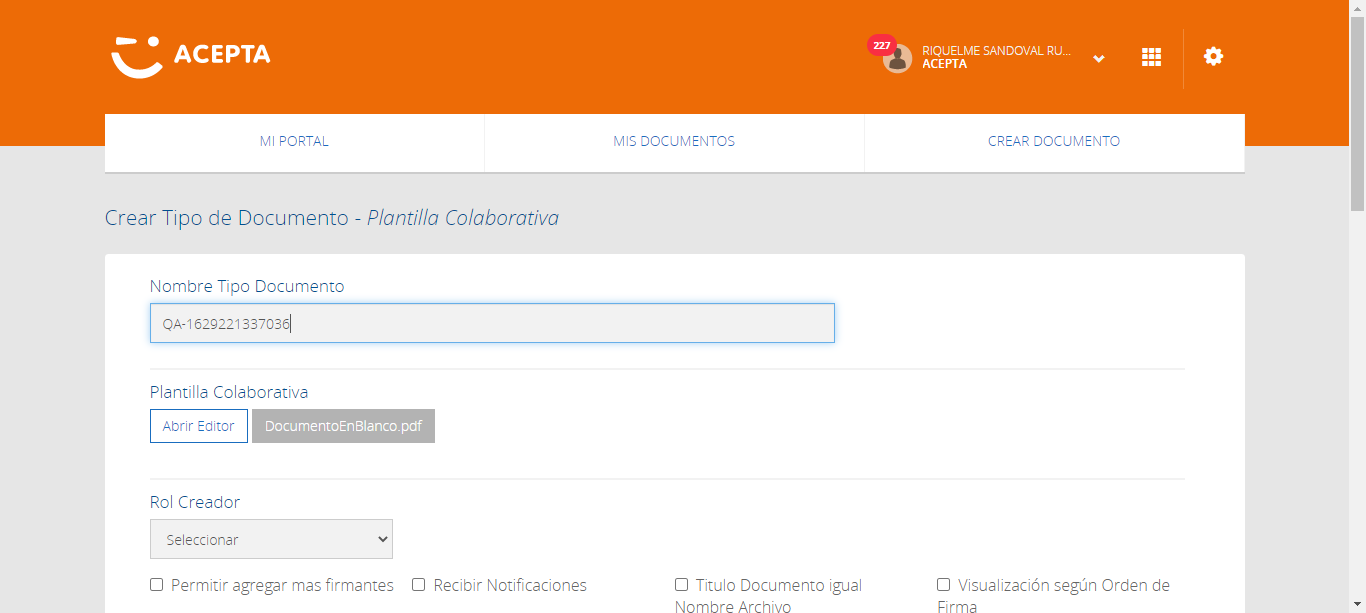 ACEPTA
227
RIQUELME SANDOVAL RU...
ACEPTA
MI PORTAL
MIS DOCUMENTOS
CREAR DOCUMENTO
Crear Tipo de Documento - Plantilla Colaborativa
Nombre Tipo Documento
QA-1629221337036
Plantilla Colaborativa
Abrir Editor
DocumentoEnBlanco.pdf
Rol Creador
Seleccionar
Permitir agregar mas firmantes
Recibir Notificaciones
Titulo Documento igual
Nombre Archivo
Visualización según Orden de
Firma